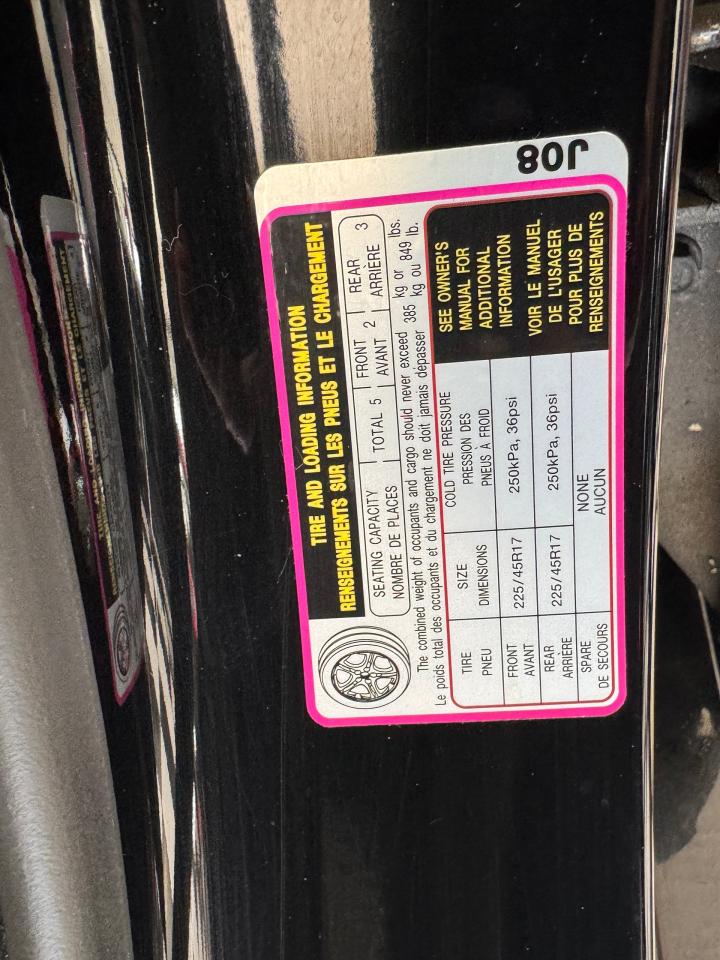 J08
TIRE AND LOADING INFORMATION
RENSEIGNEMENTS SUR LES PNEUS ET LE CHARGEMENT
SEATING CAPACITY
NOMBRE DE PLACES
TOTAL 5
FRONT
AVANT
2
REAR
ARRIÈRE
3
The combined weight of occupants and cargo should never exceed 385 kg or 849 lbs.
Le poids total des occupants et du chargement ne doit jamais dépasser kg ou lb.
TIRE
PNEU
SIZE
DIMENSIONS
COLD TIRE PRESSURE
PRESSION DES
PNEUS À FROID
FRONT
AVANT
225/45R17
250kPa, 36psi
REAR
ARRIÈRE
225/45R17
250kPa, 36psi
SPARE
DE SECOURS
NONE
AUCUN
SEE OWNER'S
MANUAL FOR
ADDITIONAL
INFORMATION
VOIR LE MANUEL
DE L'USAGER
POUR PLUS DE
RENSEIGNEMENTS